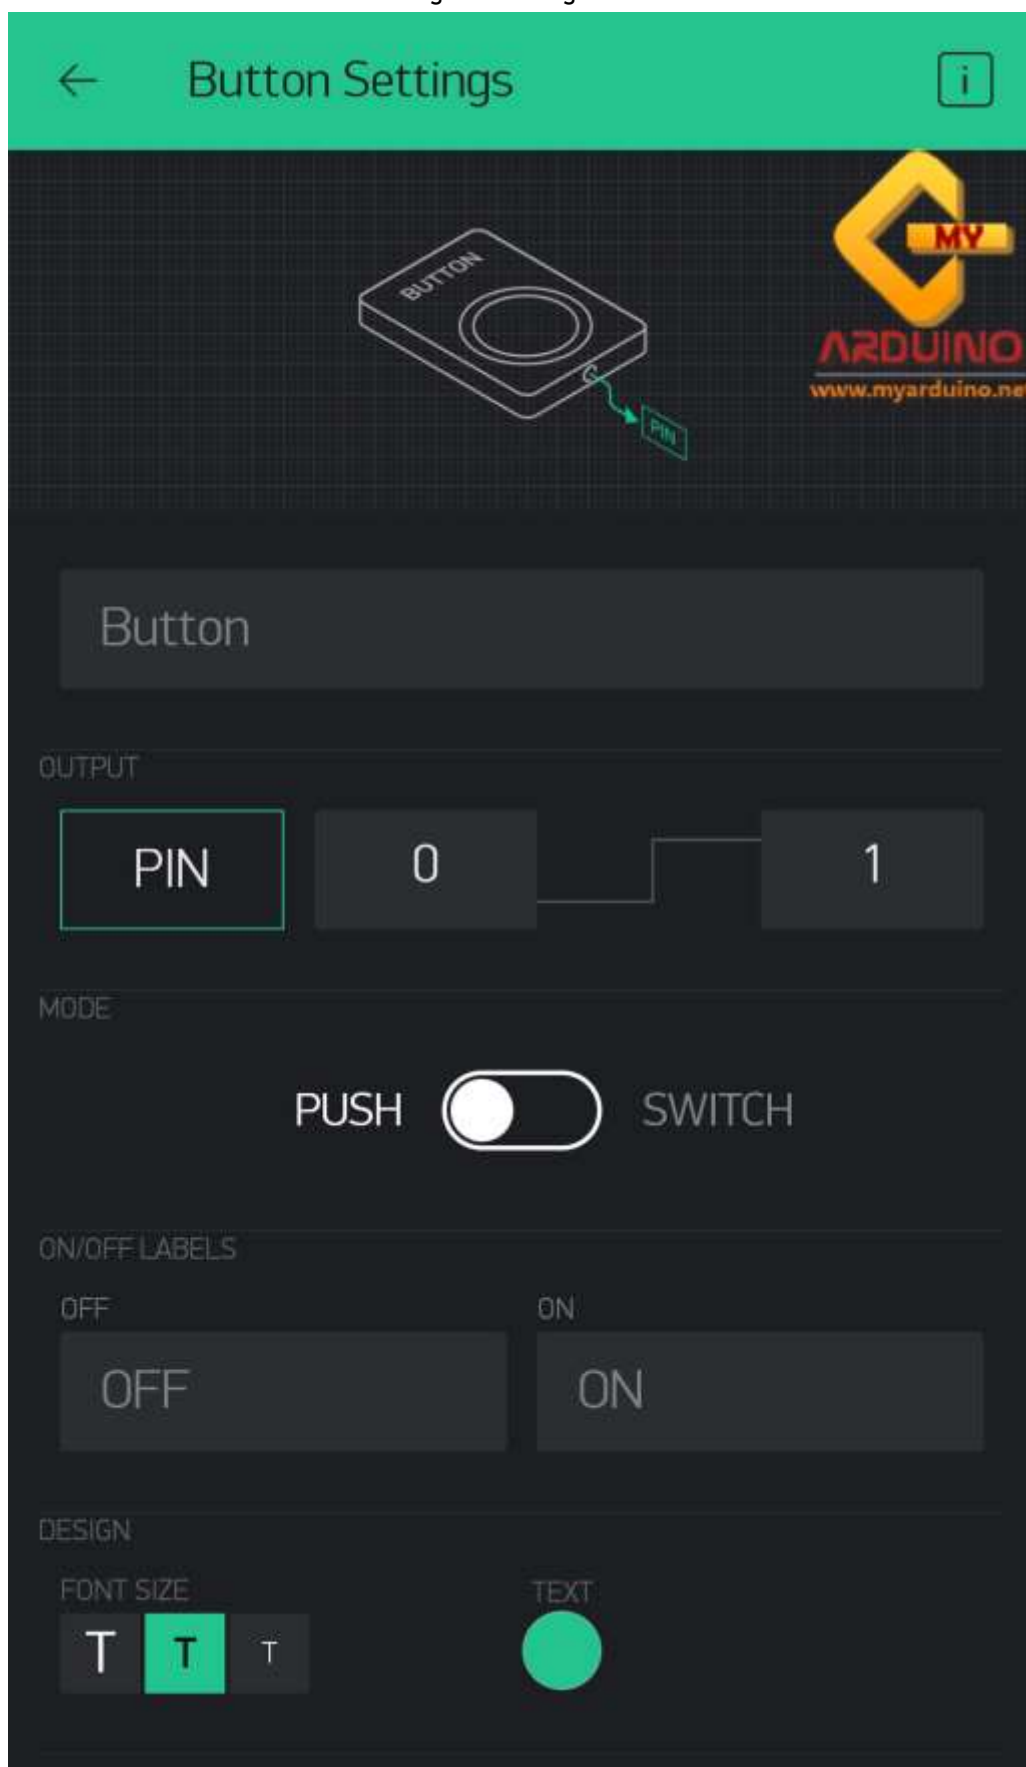 Button Settings
i
BUTTON
PIN
MY
ARDUINO
www.myarduino.ne
Button
OUTPUT
PIN 0 1
MODE
PUSH SWITCH
ON/OFF LABELS
OFF ON
OFF ON
DESIGN
FONT SIZE TEXT
T T T